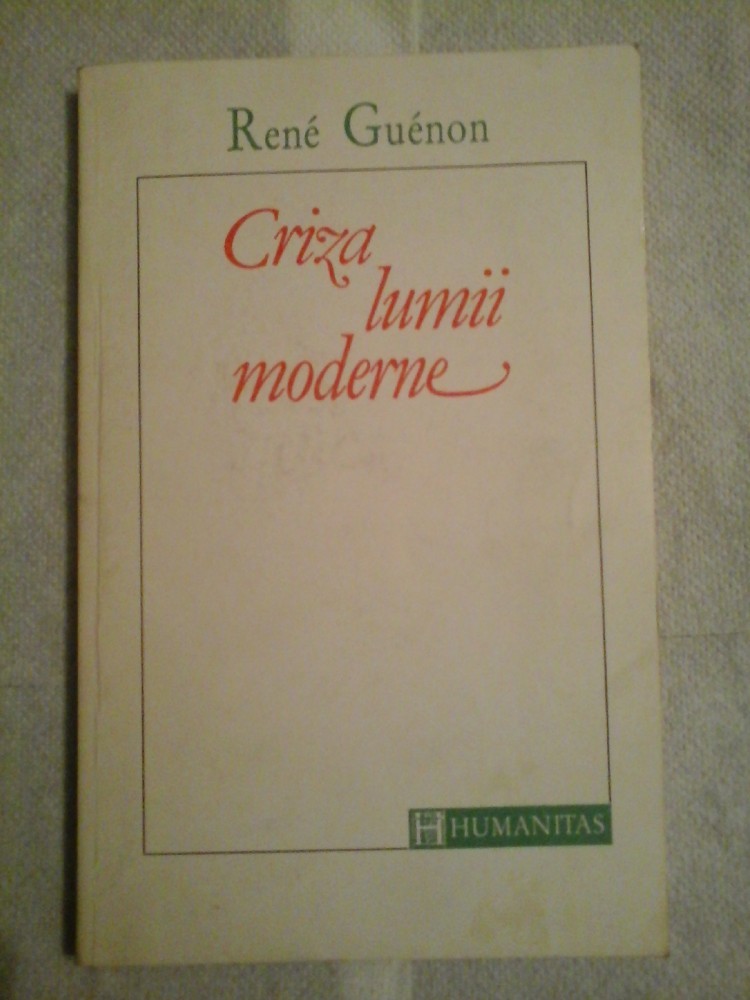 René Guénon
Criza
lumii
moderne
H HUMANITAS